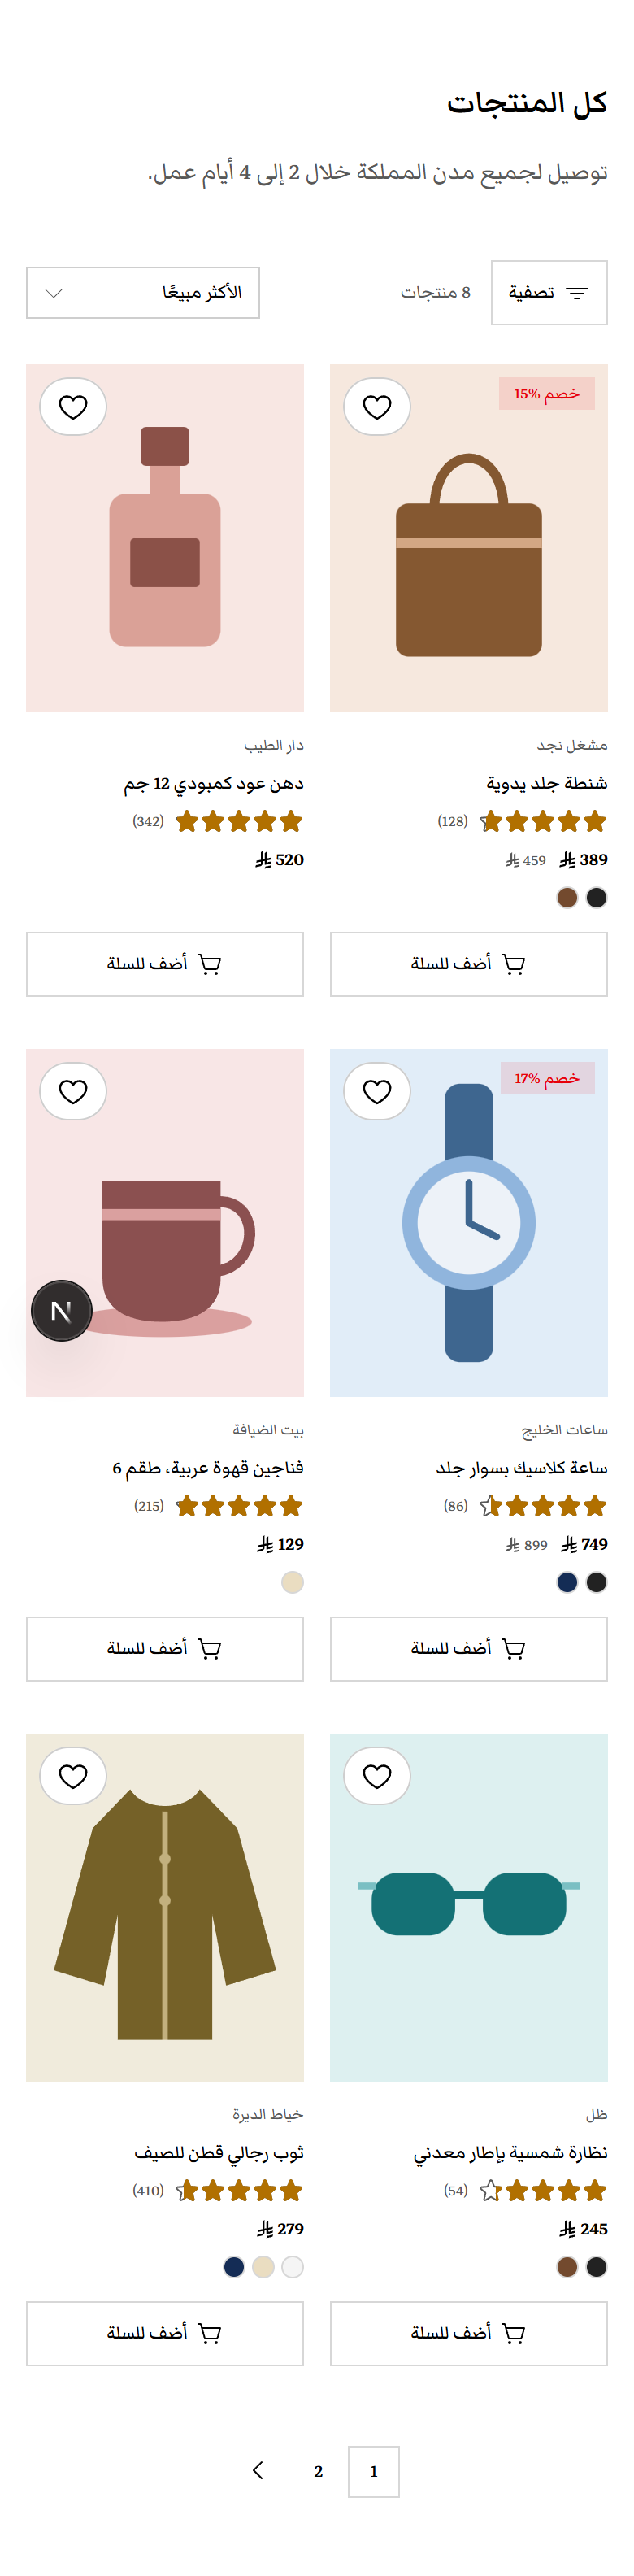 كل المنتجات
توصيل لجميع مدن المملكة خلال 2 إلى 4 أيام عمل.
تصفية
8 منتجات
الأكثر مبيعًا
خصم 15%
مشغل نجد
شنطة جلد يدوية
(128)
389 459
أضف للسلة
دار الطيب
دهن عود كمبودي 12 جم
(342)
520
أضف للسلة
خصم 17%
ساعات الخليج
ساعة كلاسيك بسوار جلد
(86)
749 899
أضف للسلة
N
بيت الضيافة
فناجين قهوة عربية، طقم 6
(215)
129
أضف للسلة
ظل
نظارة شمسية بإطار معدني
(54)
245
أضف للسلة
خياط الديرة
ثوب رجالي قطن للصيف
(410)
279
أضف للسلة
1 2